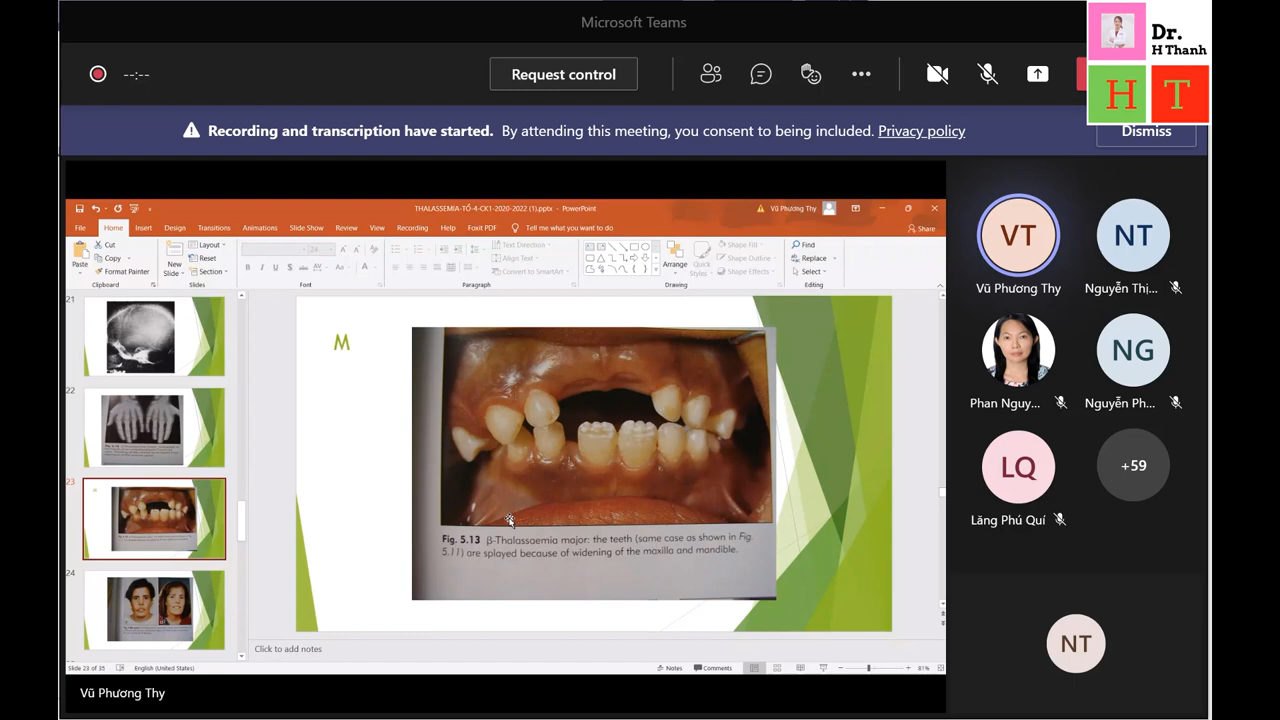 Microsoft Teams
Dr.
H Thanh
H T
--:--
Request control
Recording and transcription have started. By attending this meeting, you consent to being included. Privacy policy
Dismiss
THALASSEMIA-TỔ-4-CK1-2020-2022 (1).pptx - PowerPoint
Vũ Phương Thy
File Home Insert Draw Transitions Animations Slide Show Review View Recording Help Foxit PDF Tell me what you want to do
Share
Paste
Cut
Copy
Format Painter
Clipboard
New Slide
Layout
Reset
Section
Slides
Font
Text Direction
Align Text
Convert to SmartArt
Paragraph
Arrange
Quick Styles
Shape Fill
Shape Outline
Shape Effects
Drawing
Find
Replace
Select
Editing
21
22
23
24
M
Fig. 5.13 β-Thalassaemia major: the teeth (same case as shown in Fig.
5.11) are splayed because of widening of the maxilla and mandible.
Click to add notes
Slide 23 of 35
English (United States)
Notes
Comments
81%
Vũ Phương Thy
VT
Vũ Phương Thy
NT
Nguyễn Thị...
Phan Nguy...
NG
Nguyễn Ph...
LQ
Lăng Phú Quí
+59
NT